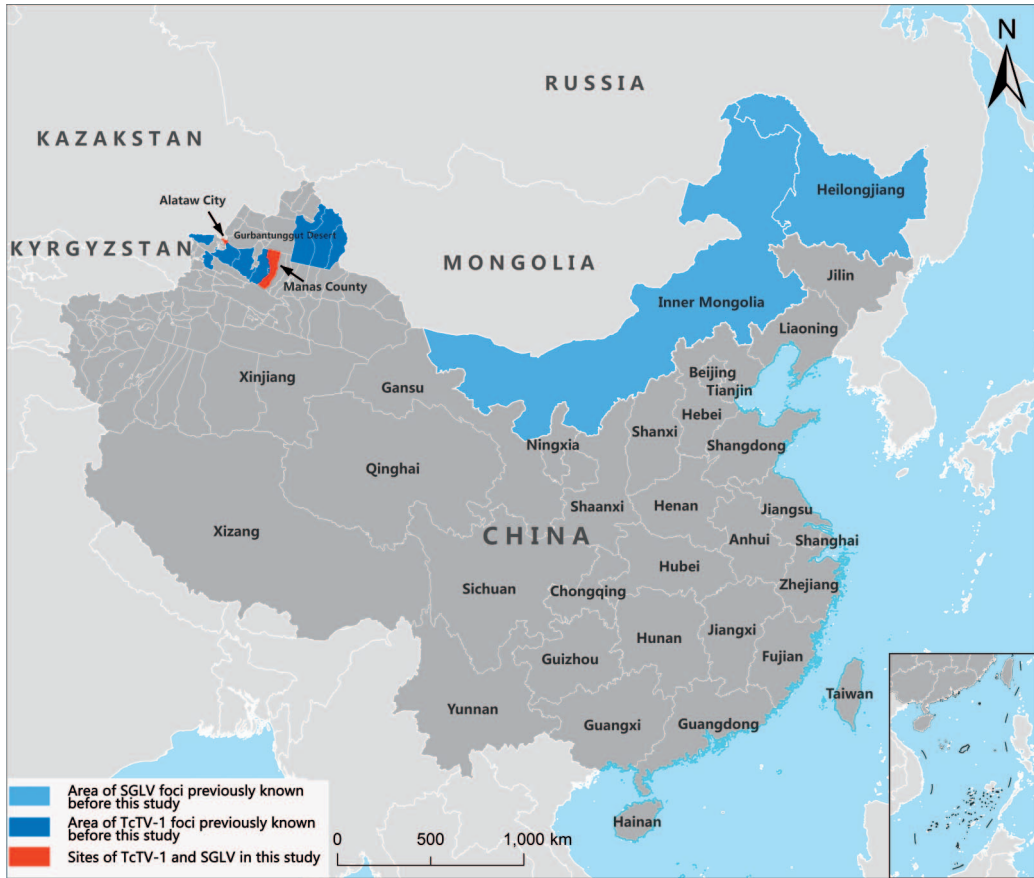 N
RUSSIA
KAZAKSTAN
Alataw City
Heilongjiang
Gurbantunggut Desert
KYRGYZSTAN
MONGOLIA
Jilin
Manas County
Inner Mongolia
Liaoning
Beijing
Tianjin
Xinjiang
Gansu
Hebei
Shanxi
Ningxia
Shangdong
Qinghai
Shaanxi
Henan
Jiangsu
Xizang
CHINA
Anhui
Shanghai
Hubei
Sichuan
Chongqing
Zhejiang
Hunan
Jiangxi
Guizhou
Fujian
Taiwan
Yunnan
Guangxi
Guangdong
Hainan
Area of SGLV foci previously known
before this study
Area of TcTV-1 foci previously known
before this study
Sites of TcTV-1 and SGLV in this study
0 500 1,000 km